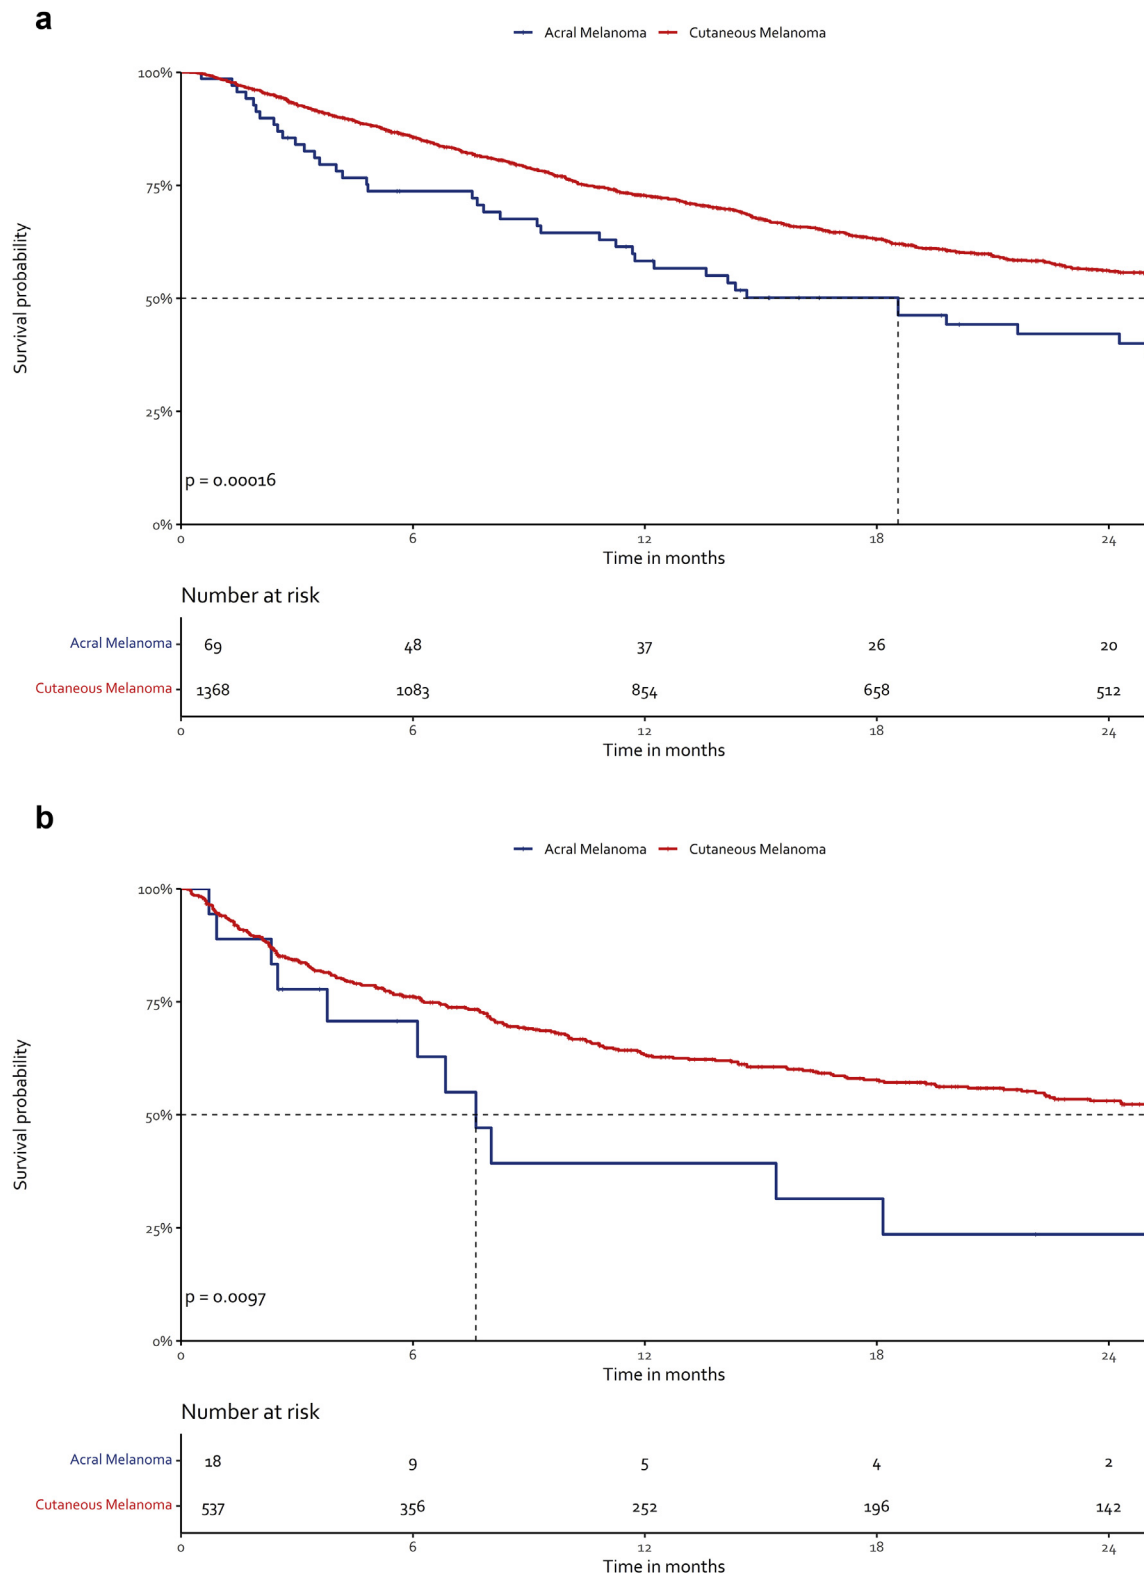 a
Acral Melanoma Cutaneous Melanoma
100%
75%
50%
25%
0%
Survival probability
p = 0.00016
0 6 12 18 24
Time in months
Number at risk
Acral Melanoma 69 48 37 26 20
Cutaneous Melanoma 1368 1083 854 658 512
0 6 12 18 24
Time in months
b
Acral Melanoma Cutaneous Melanoma
100%
75%
50%
25%
0%
Survival probability
p = 0.0097
0 6 12 18 24
Time in months
Number at risk
Acral Melanoma 18 9 5 4 2
Cutaneous Melanoma 537 356 252 196 142
0 6 12 18 24
Time in months